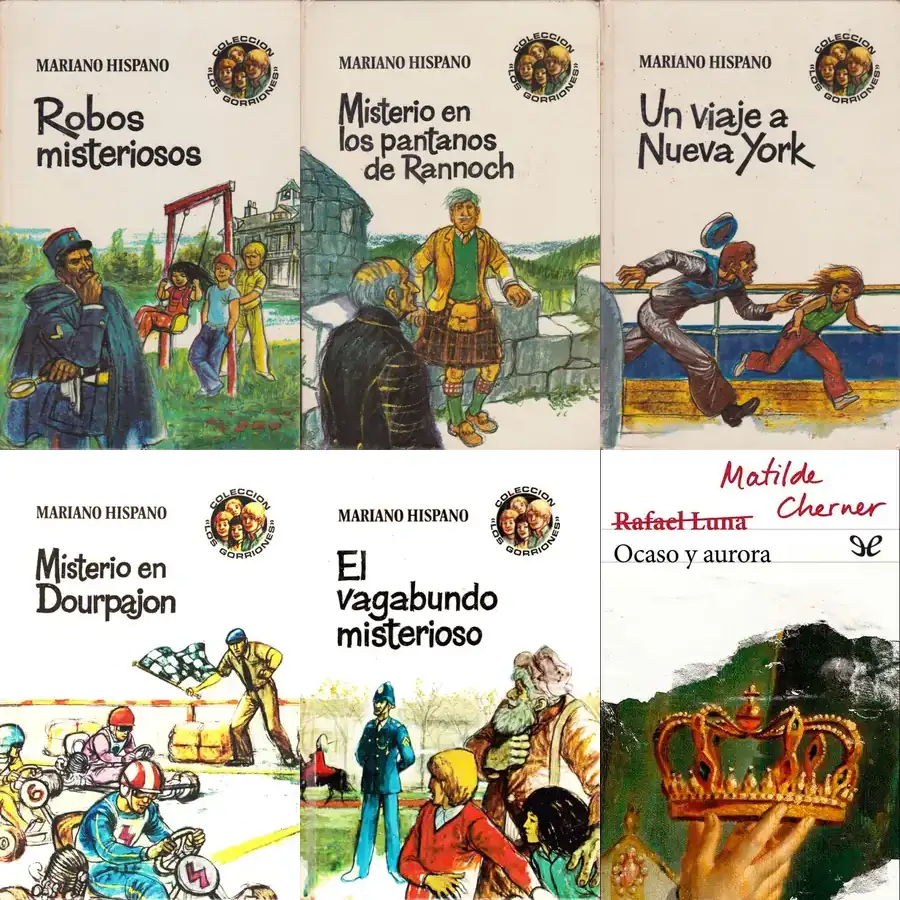 MARIANO HISPANO
COLECCION
«LOS GORRIONES»
Robos
misteriosos
MARIANO HISPANO
COLECCION
«LOS GORRIONES»
Misterio en
los pantanos
de Rannoch
MARIANO HISPANO
COLECCION
«LOS GORRIONES»
Un viaje a
Nueva York
MARIANO HISPANO
COLECCION
«LOS GORRIONES»
Misterio en
Dourpajon
6
MARIANO HISPANO
COLECCION
«LOS GORRIONES»
El
vagabundo
misterioso
Matilde
Cherner
Rafael Luna
Ocaso y aurora